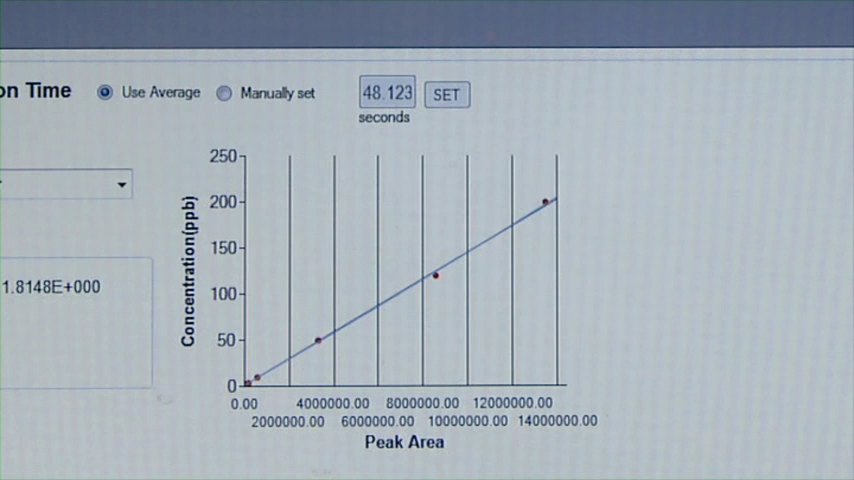 on Time
Use Average
Manually set
48.123
SET
seconds
1.8148E+000
Concentration(ppb)
250
200
150
100
50
0
0.00
4000000.00
8000000.00
12000000.00
2000000.00
6000000.00
10000000.00
14000000.00
Peak Area